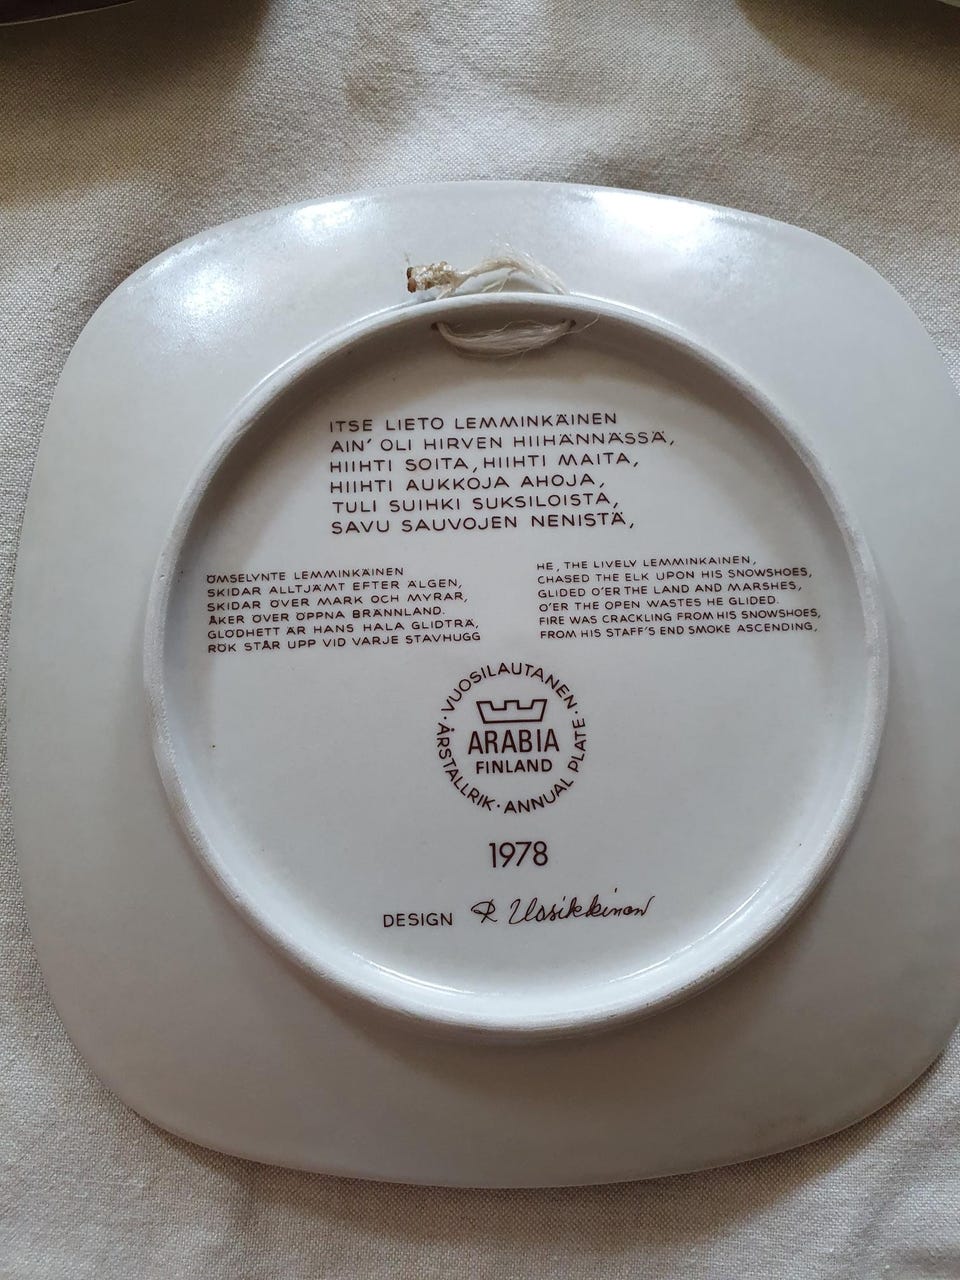 ITSE LIETO LEMMINKÄINEN
AIN' OLI HIRVEN HIIHÄNNÄSSÄ,
HIIHTI SOITA, HIIHTI MAITA,
HIIHTI AUKKOJA AHOJA,
TULI SUIHKI SUKSILOISTA,
SAVU SAUVOJEN NENISTÄ,
ÖMSELYNTE LEMMINKÄINEN
SKIDAR ALLTJÄMT EFTER ÄLGEN,
SKIDAR ÖVER MARK OCH MYRAR,
ÅKER ÖVER ÖPPNA BRÄNNLAND.
GLÖDHETT ÄR HANS HALA GLIDTRÄ,
RÖK STÅR UPP VID VARJE STAVHUGG
HE, THE LIVELY LEMMINKAINEN,
CHASED THE ELK UPON HIS SNOWSHOES,
GLIDED O'ER THE LAND AND MARSHES,
O'ER THE OPEN WASTES HE GLIDED.
FIRE WAS CRACKLING FROM HIS SNOWSHOES,
FROM HIS STAFF'S END SMOKE ASCENDING,
· VUOSILAUTANEN · ANNUAL PLATE · ÅRSTALLRIK
ARABIA
FINLAND
1978
DESIGN R Uosikkinen